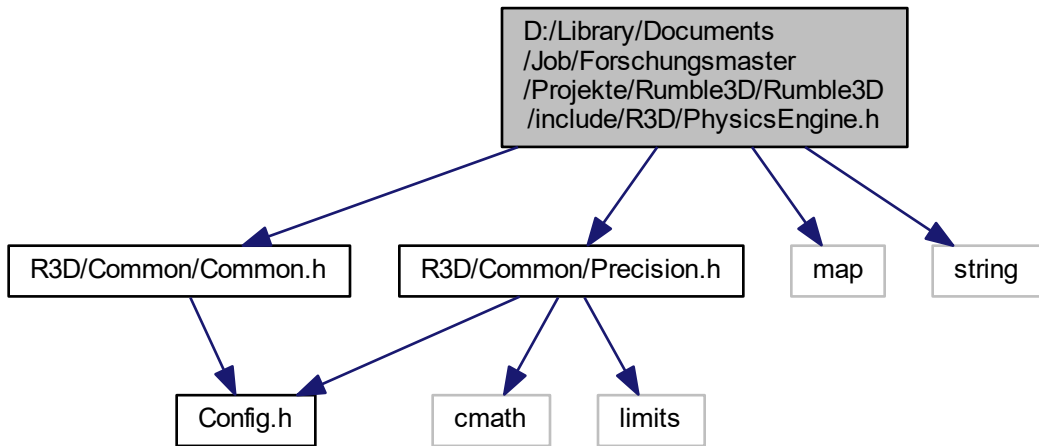 D:/Library/Documents
/Job/Forschungsmaster
/Projekte/Rumble3D/Rumble3D
/include/R3D/PhysicsEngine.h
R3D/Common/Common.h
R3D/Common/Precision.h
map
string
Config.h
cmath
limits